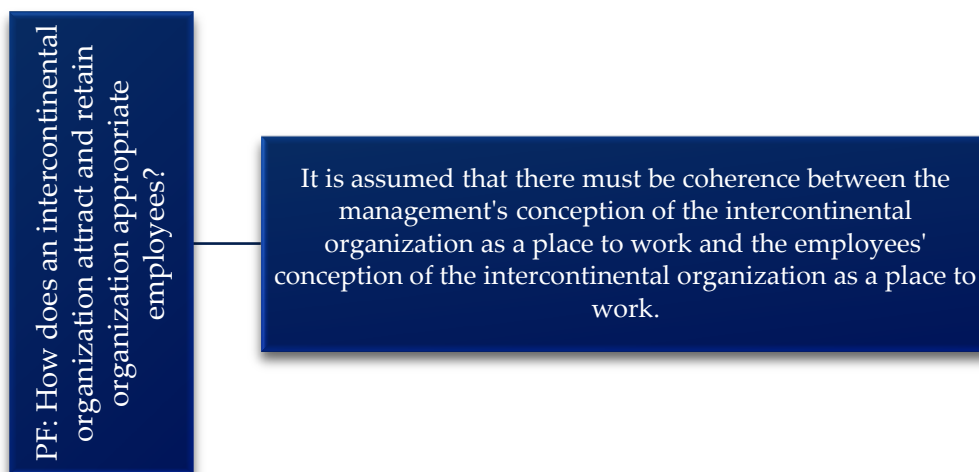 PF: How does an intercontinental
organization attract and retain
organization appropriate
employees?
It is assumed that there must be coherence between the
management's conception of the intercontinental
organization as a place to work and the employees'
conception of the intercontinental organization as a place to
work.